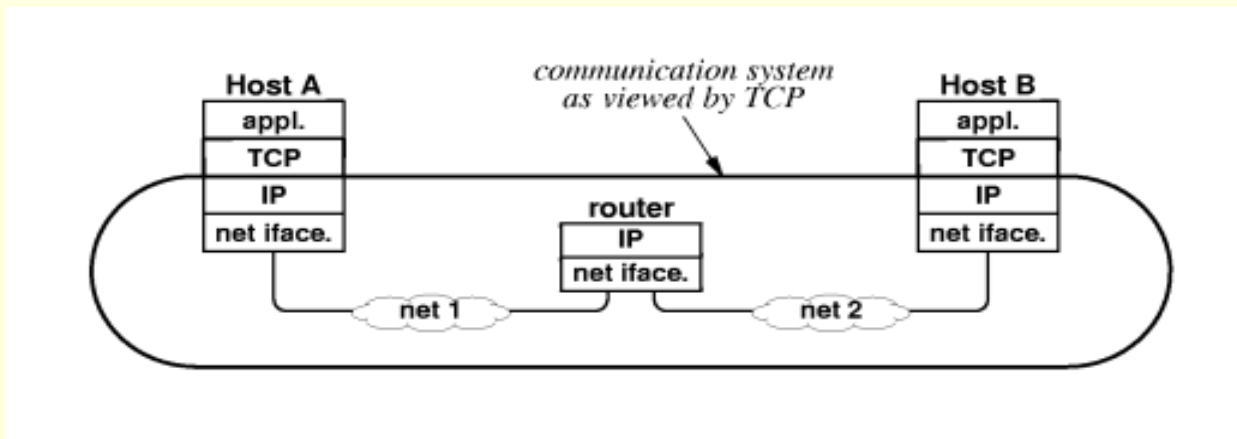 communication system
as viewed by TCP
Host A
appl.
TCP
IP
net iface.
router
IP
net iface.
Host B
appl.
TCP
IP
net iface.
net 1
net 2